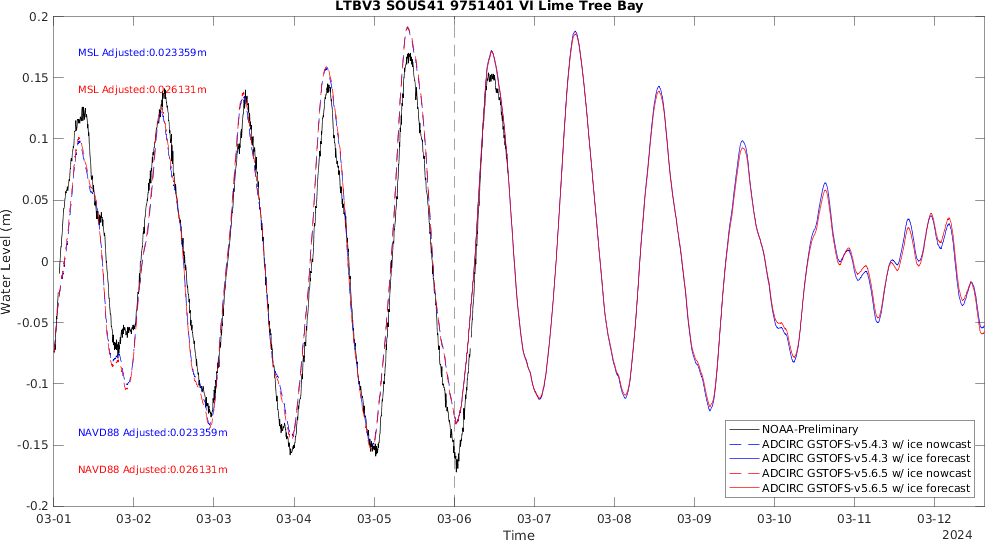 LTBV3 SOUS41 9751401 VI Lime Tree Bay
0.2
MSL Adjusted:0.023359m
0.15
MSL Adjusted:0.026131m
0.1
0.05
0
Water Level (m)
-0.05
-0.1
NAVD88 Adjusted:0.023359m
-0.15
NAVD88 Adjusted:0.026131m
-0.2
NOAA-Preliminary
ADCIRC GSTOFS-v5.4.3 w/ ice nowcast
ADCIRC GSTOFS-v5.4.3 w/ ice forecast
ADCIRC GSTOFS-v5.6.5 w/ ice nowcast
ADCIRC GSTOFS-v5.6.5 w/ ice forecast
03-01 03-02 03-03 03-04 03-05 03-06 03-07 03-08 03-09 03-10 03-11 03-12
Time
2024